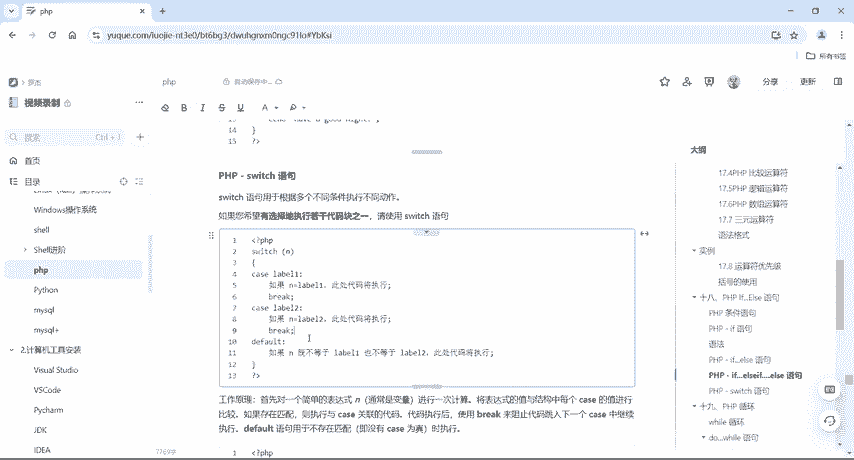 php
yuque.com/luojie-nt3e0/bt6bg3/dwuhgnxm0ngc91lo#YbKsi
所有书签
罗杰
php
自动缓存中...
分享
更新
视频录制
搜索
Ctrl + J
首页
目录
Windows操作系统
shell
Shell进阶
php
Python
mysql
mysql+
2.计算机工具安装
Visual Studio
VSCode
Pycharm
JDK
IDEA
14 }
15 ?>
PHP - switch 语句
switch 语句用于根据多个不同条件执行不同动作。
如果您希望有选择地执行若干代码块之一，请使用 switch 语句
1 <?php
2 switch (n)
3 {
4 case label1:
5 如果 n=label1，此处代码将执行;
6 break;
7 case label2:
8 如果 n=label2，此处代码将执行;
9 break;
10 default:
11 如果 n 既不等于 label1 也不等于 label2，此处代码将执行;
12 }
13 ?>
工作原理：首先对一个简单的表达式 n（通常是变量）进行一次计算。将表达式的值与结构中每个 case 的值进行
比较。如果存在匹配，则执行与 case 关联的代码。代码执行后，使用 break 来阻止代码跳入下一个 case 中继续
执行。default 语句用于不存在匹配（即没有 case 为真）时执行。
1 <?php
大纲
17.4PHP 比较运算符
17.5PHP 逻辑运算符
17.6PHP 数组运算符
17.7 三元运算符
语法格式
实例
17.8 运算符优先级
括号的使用
十八、PHP If...Else 语句
PHP 条件语句
PHP - if 语句
语法
PHP - if...else 语句
PHP - if...elseif....else 语句
PHP - switch 语句
十九、PHP 循环
while 循环
do...while 语句